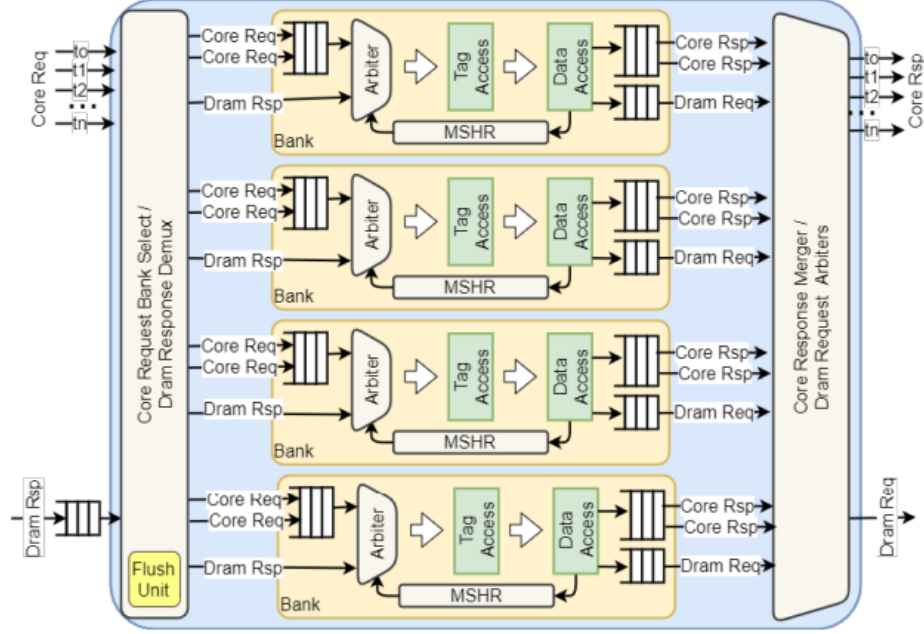 Core Req
to
t1
t2
tn
Core Request Bank Select /
Dram Response Demux
Dram Rsp
Flush
Unit
Core Req
Core Req
Dram Rsp
Arbiter
Tag
Access
Data
Access
MSHR
Bank
Core Rsp
Core Rsp
Dram Req
Core Req
Core Req
Dram Rsp
Arbiter
Tag
Access
Data
Access
MSHR
Bank
Core Rsp
Core Rsp
Dram Req
Core Req
Core Req
Dram Rsp
Arbiter
Tag
Access
Data
Access
MSHR
Bank
Core Rsp
Core Rsp
Dram Req
Core Req
Core Req
Dram Rsp
Arbiter
Tag
Access
Data
Access
MSHR
Bank
Core Rsp
Core Rsp
Dram Req
Core Response Merger /
Dram Request Arbiters
to
t1
t2
tn
Core Rsp
Dram Req